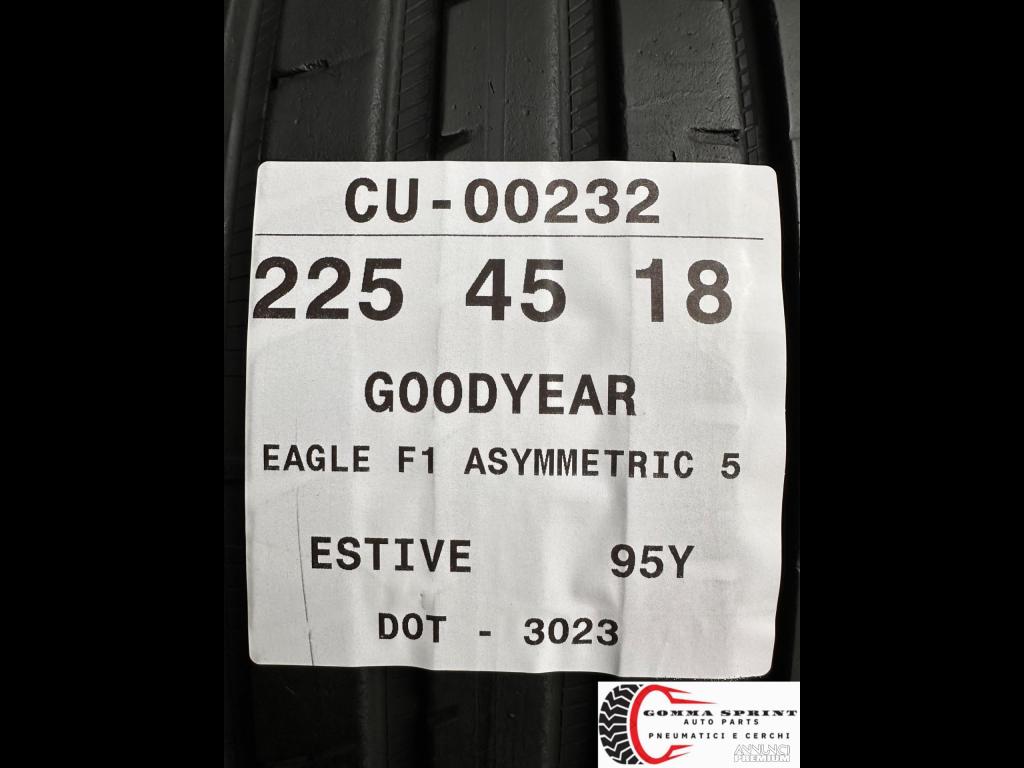 CU-00232
225 45 18
GOODYEAR
EAGLE F1 ASYMMETRIC 5
ESTIVE 95Y
DOT - 3023
GOMMA SPRINT
AUTO PARTS
PNEUMATICI E CERCHI
ANNUNCI
PREMIUM